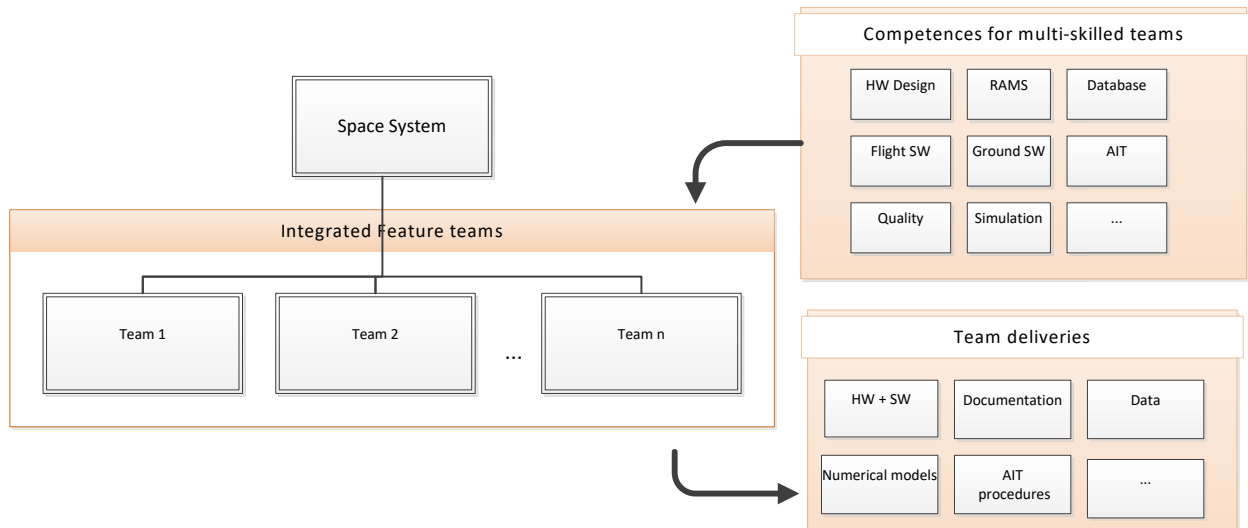 Competences for multi-skilled teams
HW Design
RAMS
Database
Flight SW
Ground SW
AIT
Quality
Simulation
...
Space System
Integrated Feature teams
Team 1
Team 2
...
Team n
Team deliveries
HW + SW
Documentation
Data
Numerical models
AIT
procedures
...